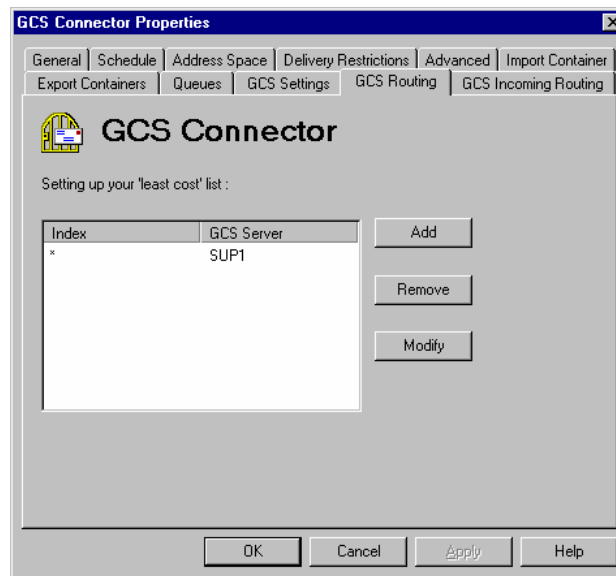 GCS Connector Properties
General Schedule Address Space Delivery Restrictions Advanced Import Container
Export Containers Queues GCS Settings GCS Routing GCS Incoming Routing
GCS Connector
Setting up your 'least cost' list :
Index GCS Server
* SUP1
Add
Remove
Modify
OK Cancel Apply Help